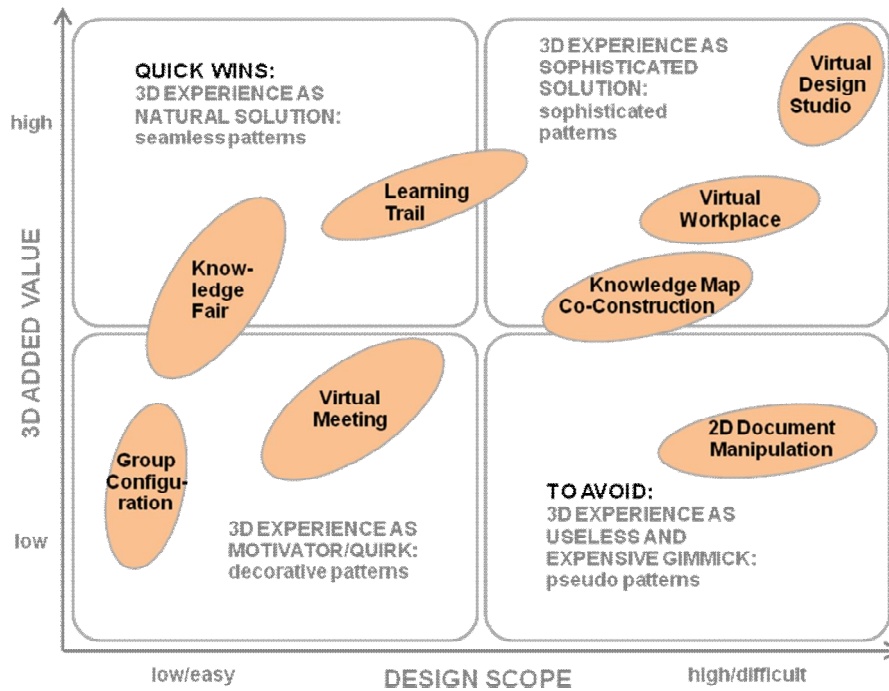 QUICK WINS:
3D EXPERIENCE AS
NATURAL SOLUTION:
seamless patterns
3D EXPERIENCE AS
SOPHISTICATED
SOLUTION:
sophisticated
patterns
Virtual
Design
Studio
high
Learning
Trail
Virtual
Workplace
Know-
ledge
Fair
Knowledge Map
Co-Construction
3D ADDED VALUE
Virtual
Meeting
2D Document
Manipulation
Group
Configu-
ration
low
3D EXPERIENCE AS
MOTIVATOR/QUIRK:
decorative patterns
TO AVOID:
3D EXPERIENCE AS
USELESS AND
EXPENSIVE GIMMICK:
pseudo patterns
low/easy
DESIGN SCOPE
high/difficult